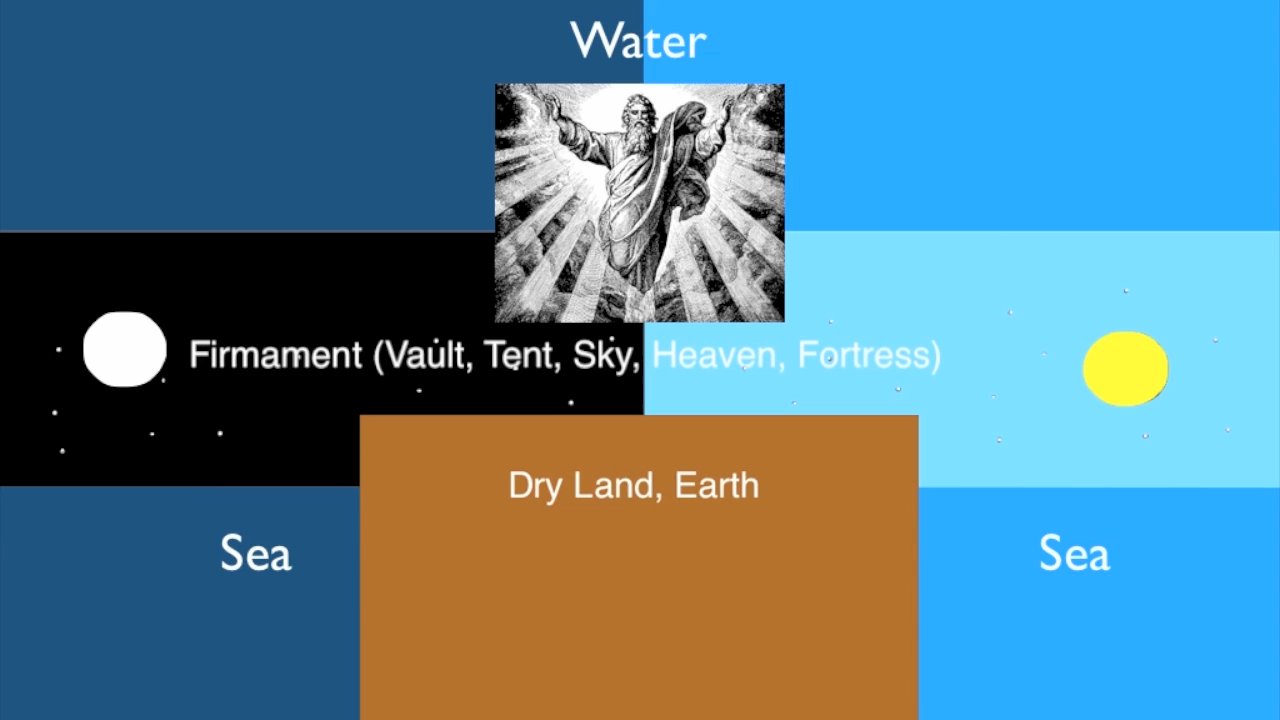 Water
Firmament (Vault, Tent, Sky, Heaven, Fortress)
Dry Land, Earth
Sea
Sea